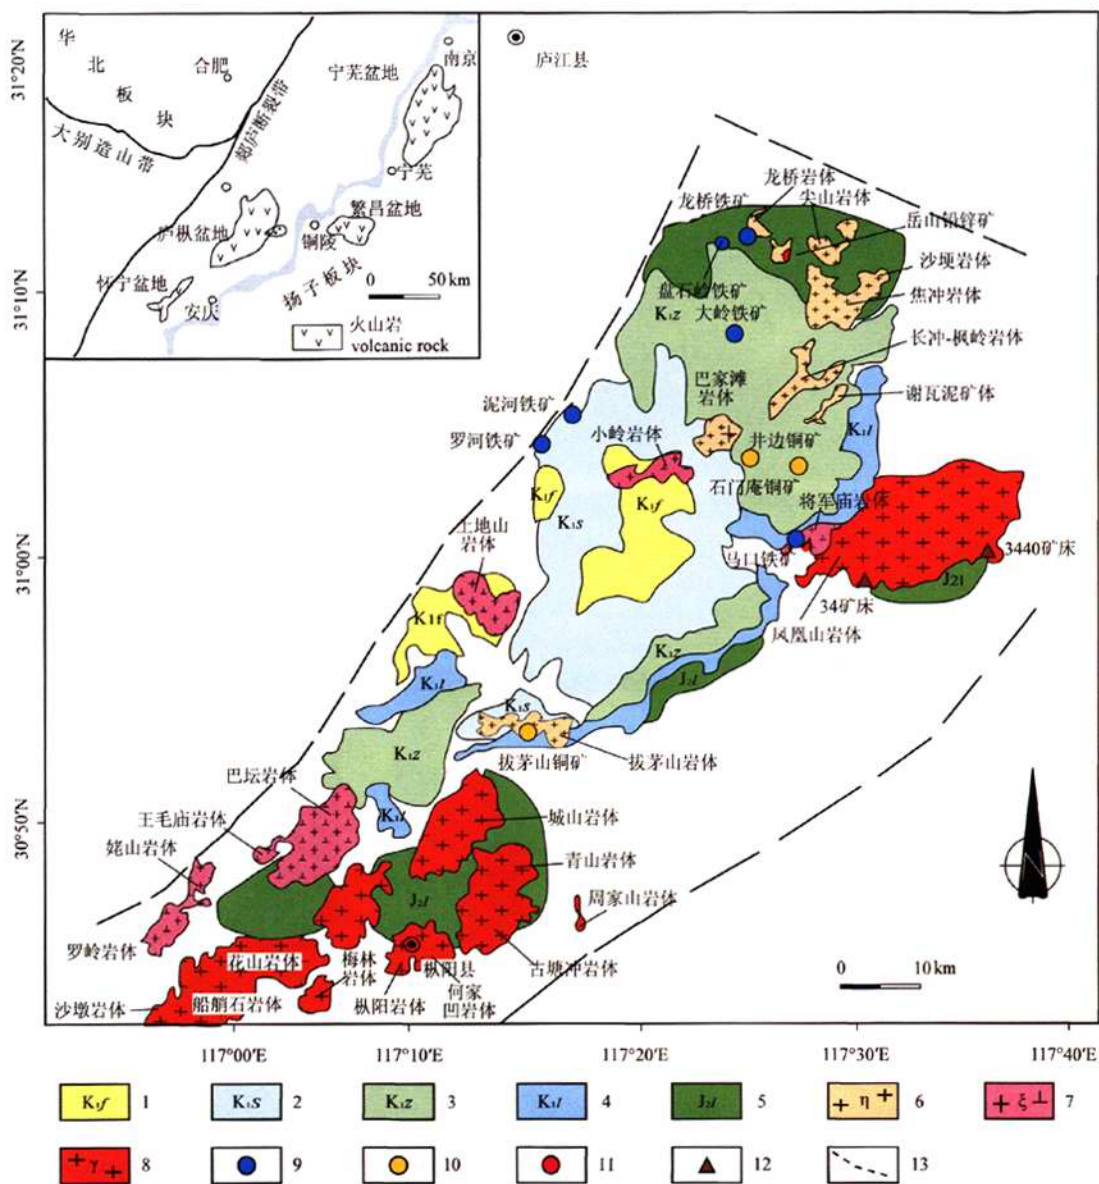 31°20′N
31°10′N
31°00′N
30°50′N
华
北
板
块
合肥
南京
宁芜盆地
大别造山带
郯庐断裂带
宁芜
繁昌盆地
庐枞盆地
铜陵
怀宁盆地
安庆
扬子板块
0 50 km
火山岩
volcanic rock
庐江县
龙桥岩体
龙桥铁矿
尖山岩体
岳山铅锌矿
沙埂岩体
盘石岭铁矿
焦冲岩体
K₁z
大岭铁矿
长冲-枫岭岩体
巴家滩
岩体
谢瓦泥矿体
泥河铁矿
小岭岩体
K₁l
罗河铁矿
井边铜矿
K₁f
K₁f
石门庵铜矿
K₁s
将军庙岩体
土地山
岩体
马口铁矿
3440矿床
J₂l
34矿床
K₁f
凤凰山岩体
K₁z
K₁l
J₂l
K₁s
K₁z
拔茅山铜矿
拔茅山岩体
巴坛岩体
K₁l
城山岩体
王毛庙岩体
姥山岩体
青山岩体
J₂l
周家山岩体
罗岭岩体
花山岩体
梅林
岩体
枞阳县
古塘冲岩体
沙墩岩体
船艄石岩体
枞阳岩体
何家
凹岩体
0 10 km
N
117°00′E
117°10′E
117°20′E
117°30′E
117°40′E
K₁f 1
K₁s 2
K₁z 3
K₁l 4
J₂l 5
η 6
ξ 7
γ 8
9
10
11
12
13